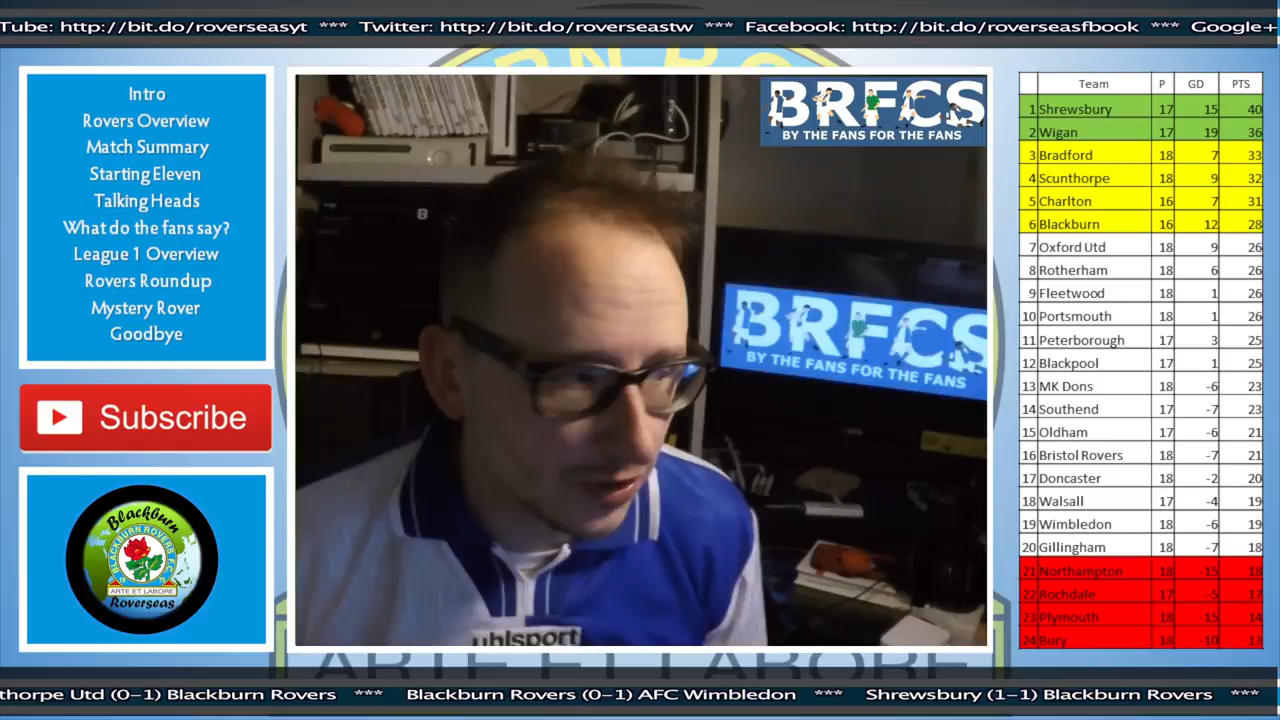 Tube: http://bit.do/roverseasyt *** Twitter: http://bit.do/roverseastw *** Facebook: http://bit.do/roverseasfbook *** Google+
Intro
Rovers Overview
Match Summary
Starting Eleven
Talking Heads
What do the fans say?
League 1 Overview
Rovers Roundup
Mystery Rover
Goodbye
Subscribe
Blackburn
BLACKBURN ROVERS F.C.
18 75
ARTE ET LABORE
Roverseas
BRFCS
BY THE FANS FOR THE FANS
8
BRFCS
BY THE FANS FOR THE FANS
uhlsport
ARTE ET LABORE
Team P GD PTS
1 Shrewsbury 17 15 40
2 Wigan 17 19 36
3 Bradford 18 7 33
4 Scunthorpe 18 9 32
5 Charlton 16 7 31
6 Blackburn 16 12 28
7 Oxford Utd 18 9 26
8 Rotherham 18 6 26
9 Fleetwood 18 1 26
10 Portsmouth 18 1 26
11 Peterborough 17 3 25
12 Blackpool 17 1 25
13 MK Dons 18 -6 23
14 Southend 17 -7 23
15 Oldham 17 -6 21
16 Bristol Rovers 18 -7 21
17 Doncaster 18 -2 20
18 Walsall 17 -4 19
19 Wimbledon 18 -6 19
20 Gillingham 18 -7 18
21 Northampton 18 -15 18
22 Rochdale 17 -5 17
23 Plymouth 18 -15 14
24 Bury 18 -10 13
thorpe Utd (0-1) Blackburn Rovers *** Blackburn Rovers (0-1) AFC Wimbledon *** Shrewsbury (1-1) Blackburn Rovers ***